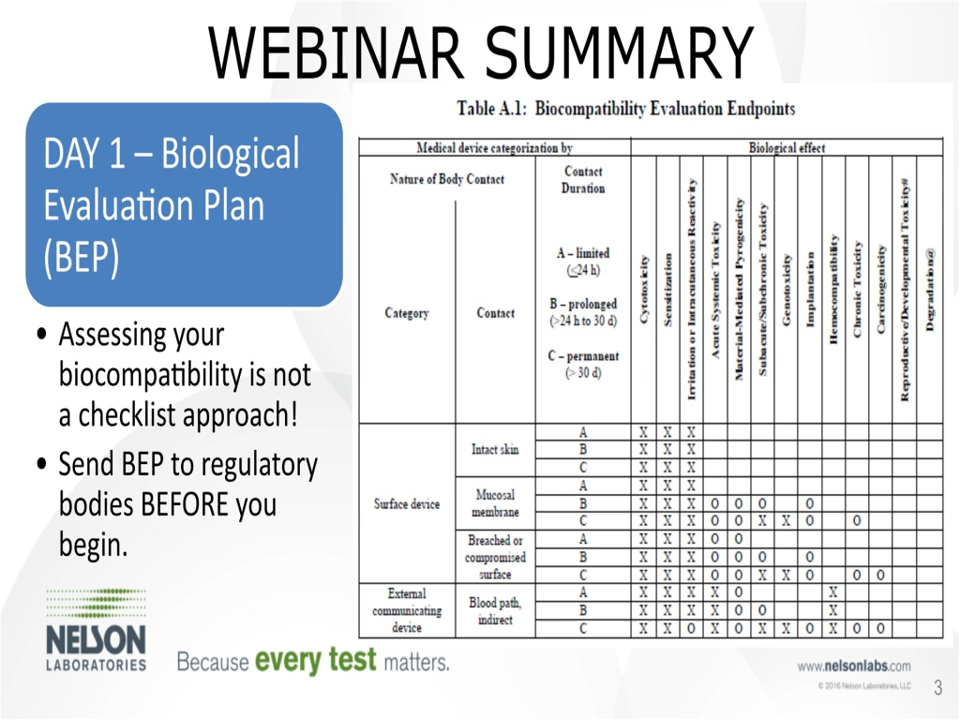 WEBINAR SUMMARY
DAY 1 – Biological
Evaluation Plan
(BEP)
• Assessing your
biocompatibility is not
a checklist approach!
• Send BEP to regulatory
bodies BEFORE you
begin.
Table A.1: Biocompatibility Evaluation Endpoints
Medical device categorization by Biological effect
Nature of Body Contact Contact
Duration
A – limited
(≤24 h)
B – prolonged
(>24 h to 30 d)
C – permanent
(> 30 d)
Category Contact
Cytotoxicity
Sensitization
Irritation or Intracutaneous Reactivity
Acute Systemic Toxicity
Material-Mediated Pyrogenicity
Subacute/Subchronic Toxicity
Genotoxicity
Implantation
Hemocompatibility
Chronic Toxicity
Carcinogenicity
Reproductive/Developmental Toxicity#
Degradation@
Surface device
Intact skin
A X X X
B X X X
C X X X
Mucosal
membrane
A X X X
B X X X O O O O
C X X X O O X X O O
Breached or
compromised
surface
A X X X O O
B X X X O O O O
C X X X O O X X O O O
External
communicating
device
Blood path,
indirect
A X X X X O X
B X X X X O O X
C X X O X O X X O X O O
NELSON
LABORATORIES
Because every test matters.
www.nelsonlabs.com
© 2016 Nelson Laboratories, LLC
3